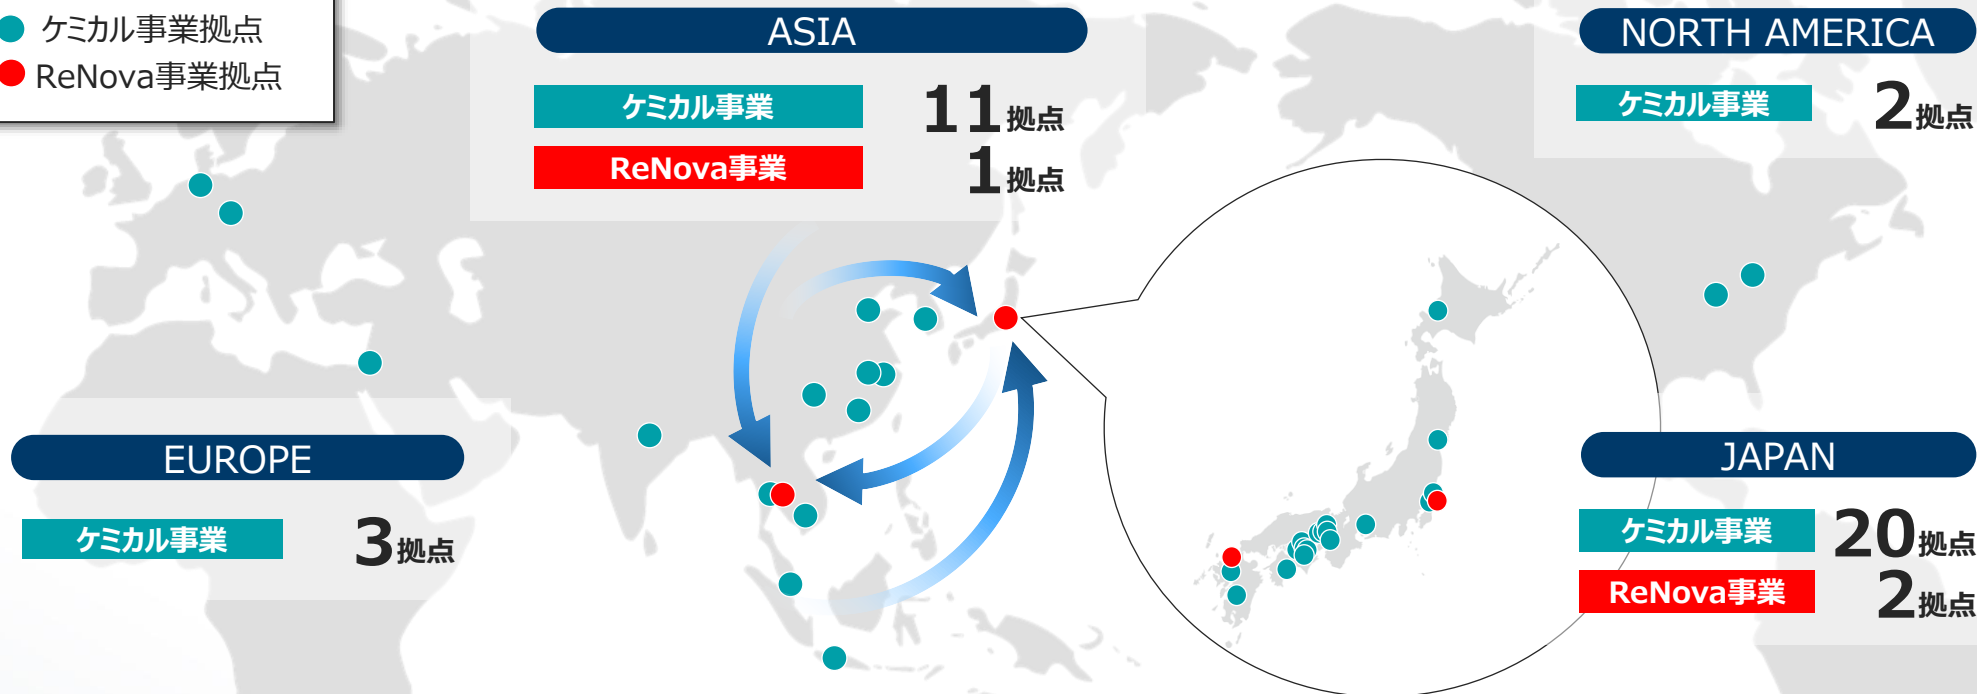 ケミカル事業拠点
ReNova事業拠点
ASIA
ケミカル事業 11拠点
ReNova事業 1拠点
NORTH AMERICA
ケミカル事業 2拠点
EUROPE
ケミカル事業 3拠点
JAPAN
ケミカル事業 20拠点
ReNova事業 2拠点